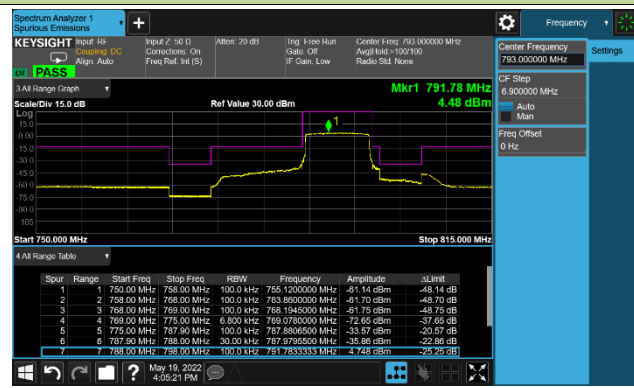 Spectrum Analyzer 1
Spurious Emissions
Frequency
KEYSIGHT Input: RF
Coupling: DC
Align: Auto
Input Z: 50 Ω
Corrections: On
Freq Ref: Int (S)
Atten: 20 dB
Trig: Free Run
Gate: Off
IF Gain: Low
Center Freq: 793.000000 MHz
Avg|Hold:>100/100
Radio Std: None
PASS
3 All Range Graph
Mkr1 791.78 MHz
Scale/Div 15.0 dB
Ref Value 30.00 dBm
4.48 dBm
Log
15.0
0.00
-15.0
-30.0
-45.0
-60.0
-75.0
-90.0
-105
1
Start 750.000 MHz
Stop 815.000 MHz
4 All Range Table
Spur Range Start Freq Stop Freq RBW Frequency Amplitude ΔLimit
1 1 750.00 MHz 758.00 MHz 100.0 kHz 755.1200000 MHz -61.14 dBm -48.14 dB
2 2 758.00 MHz 768.00 MHz 100.0 kHz 763.8600000 MHz -61.70 dBm -48.70 dB
3 3 768.00 MHz 769.00 MHz 100.0 kHz 768.1945000 MHz -61.75 dBm -48.75 dB
4 4 769.00 MHz 775.00 MHz 6.800 kHz 769.0780000 MHz -72.65 dBm -37.65 dB
5 5 775.00 MHz 787.90 MHz 100.0 kHz 787.8806500 MHz -33.57 dBm -20.57 dB
6 6 787.90 MHz 788.00 MHz 30.00 kHz 787.9795500 MHz -35.86 dBm -22.86 dB
7 7 788.00 MHz 798.00 MHz 100.0 kHz 791.7833333 MHz 4.748 dBm -25.25 dB
May 19, 2022
4:05:21 PM
Center Frequency
793.000000 MHz
Settings
CF Step
6.900000 MHz
Auto
Man
Freq Offset
0 Hz